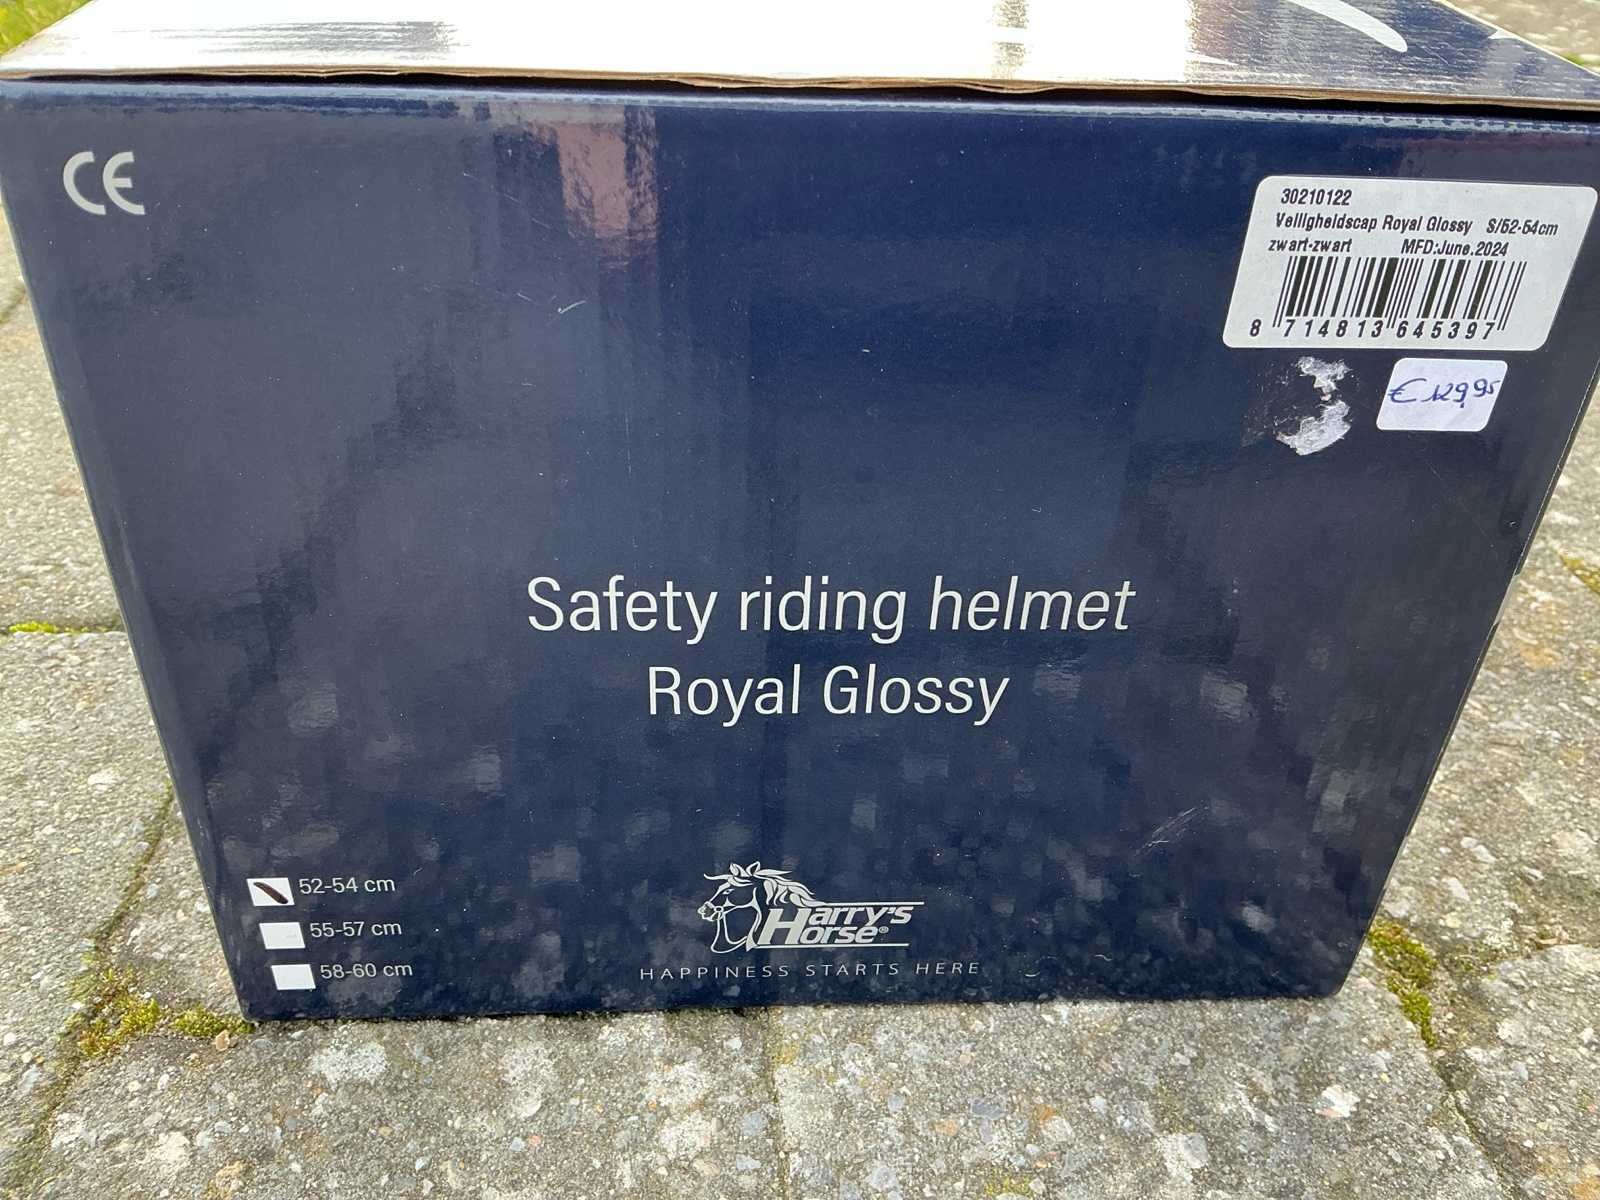 CE
30210122
Veiligheidscap Royal Glossy S/52-54cm
zwart-zwart MFD:June.2024
8 714813 645397
€ 129,95
Safety riding helmet
Royal Glossy
52-54 cm
55-57 cm
58-60 cm
Harry's
Horse®
HAPPINESS STARTS HERE